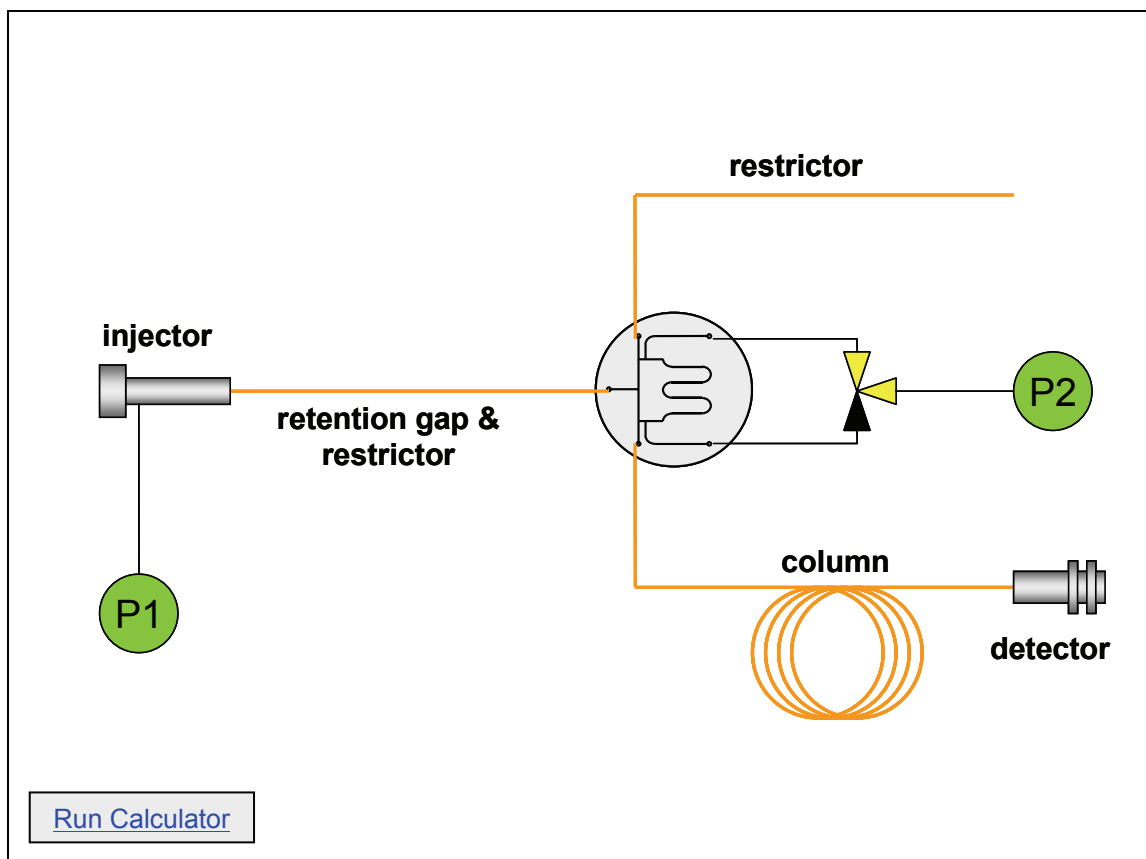 restrictor
injector
retention gap &
restrictor
P2
column
P1
detector
Run Calculator